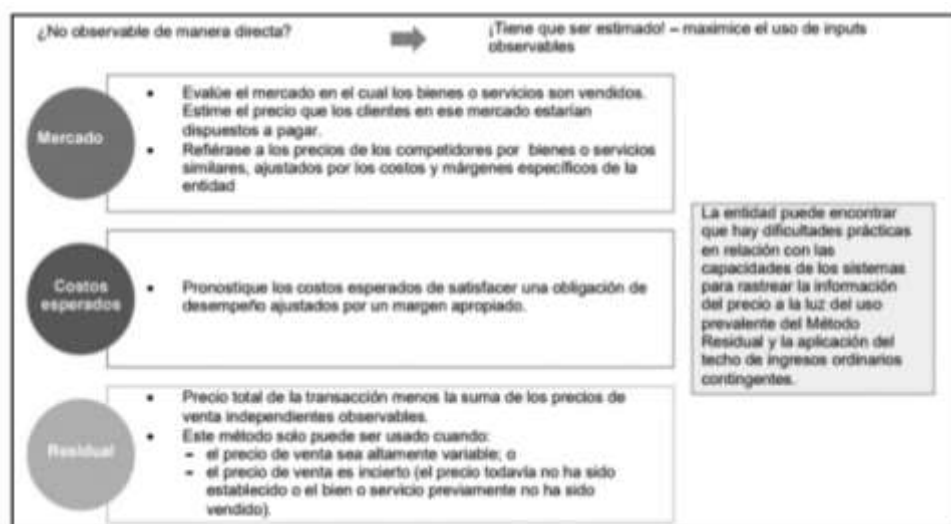 ¿No observable de manera directa?
¡Tiene que ser estimado! – maximice el uso de inputs
observables
Mercado
• Evalúe el mercado en el cual los bienes o servicios son vendidos.
Estime el precio que los clientes en ese mercado estarían
dispuestos a pagar.
• Refiérase a los precios de los competidores por bienes o servicios
similares, ajustados por los costos y márgenes específicos de la
entidad
Costos
esperados
• Pronostique los costos esperados de satisfacer una obligación de
desempeño ajustados por un margen apropiado.
Residual
• Precio total de la transacción menos la suma de los precios de
venta independientes observables.
• Este método solo puede ser usado cuando:
– el precio de venta sea altamente variable; o
– el precio de venta es incierto (el precio todavía no ha sido
establecido o el bien o servicio previamente no ha sido
vendido).
La entidad puede encontrar
que hay dificultades prácticas
en relación con las
capacidades de los sistemas
para rastrear la información
del precio a la luz del uso
prevalente del Método
Residual y la aplicación del
techo de ingresos ordinarios
contingentes.